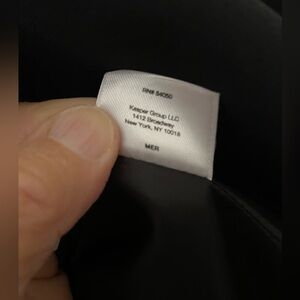 RN# 54050
Kasper Group LLC
1412 Broadway
New York, NY 10018
MER